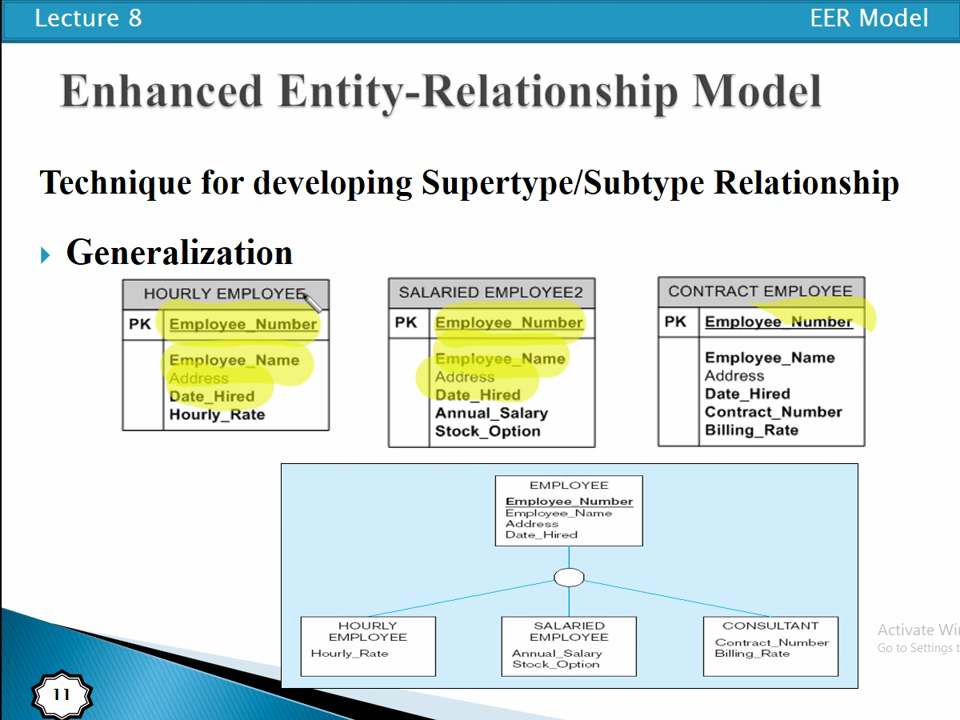 Lecture 8
EER Model
Enhanced Entity-Relationship Model
Technique for developing Supertype/Subtype Relationship
Generalization
HOURLY EMPLOYEE
PK Employee_Number
Employee_Name
Address
Date_Hired
Hourly_Rate
SALARIED EMPLOYEE2
PK Employee_Number
Employee_Name
Address
Date_Hired
Annual_Salary
Stock_Option
CONTRACT EMPLOYEE
PK Employee_Number
Employee_Name
Address
Date_Hired
Contract_Number
Billing_Rate
EMPLOYEE
Employee_Number
Employee_Name
Address
Date_Hired
HOURLY
EMPLOYEE
Hourly_Rate
SALARIED
EMPLOYEE
Annual_Salary
Stock_Option
CONSULTANT
Contract_Number
Billing_Rate
Activate Wi
Go to Settings t
11